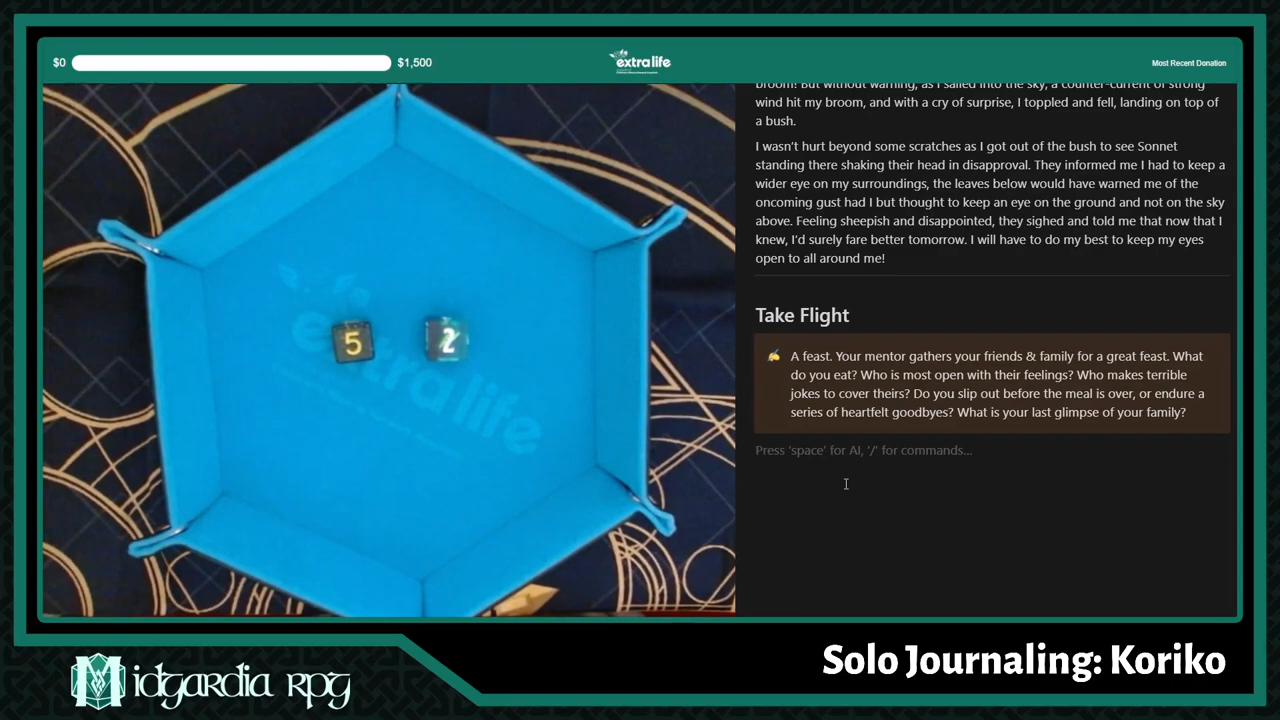 $0
$1,500
extralife
Most Recent Donation
broom! But without warning, as I sailed into the sky, a counter-current of strong
wind hit my broom, and with a cry of surprise, I toppled and fell, landing on top of
a bush.
I wasn't hurt beyond some scratches as I got out of the bush to see Sonnet
standing there shaking their head in disapproval. They informed me I had to keep a
wider eye on my surroundings, the leaves below would have warned me of the
oncoming gust had I but thought to keep an eye on the ground and not on the sky
above. Feeling sheepish and disappointed, they sighed and told me that now that I
knew, I'd surely fare better tomorrow. I will have to do my best to keep my eyes
open to all around me!
Take Flight
A feast. Your mentor gathers your friends & family for a great feast. What
do you eat? Who is most open with their feelings? Who makes terrible
jokes to cover theirs? Do you slip out before the meal is over, or endure a
series of heartfelt goodbyes? What is your last glimpse of your family?
Press 'space' for AI, '/' for commands...
extralife
5
2
Midgardia RPG
Solo Journaling: Koriko